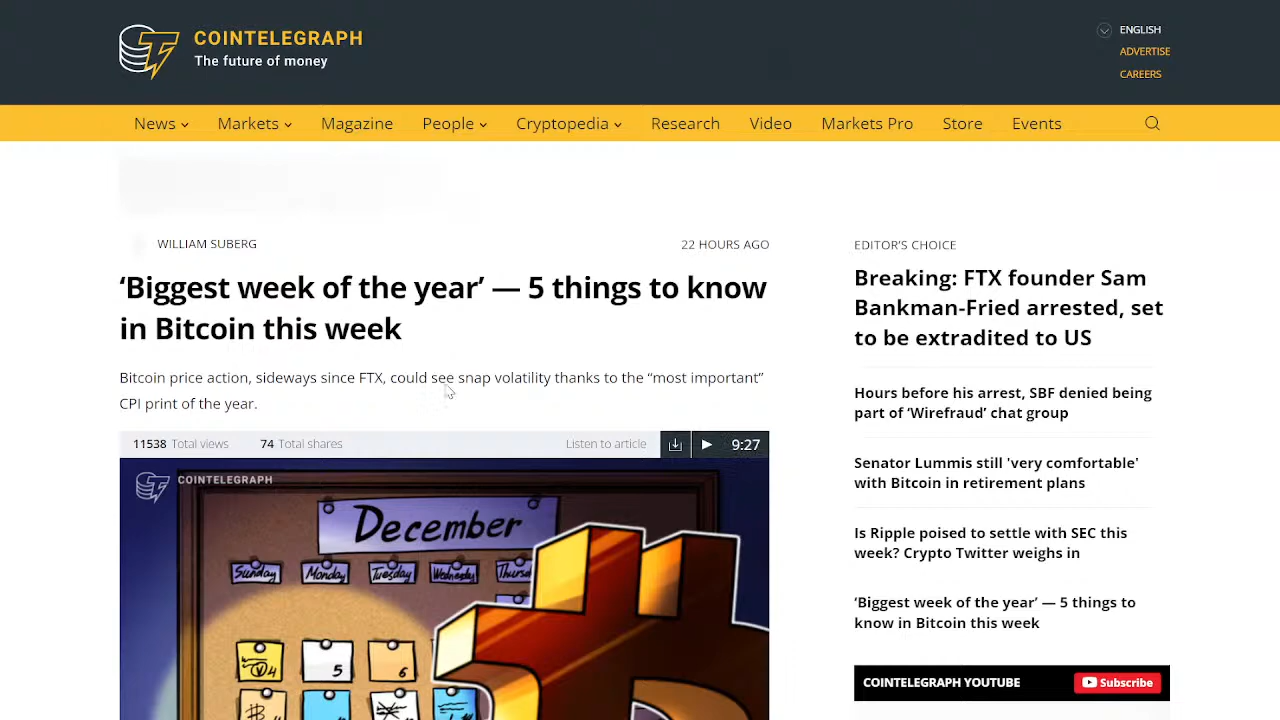 COINTELEGRAPH
The future of money
ENGLISH
ADVERTISE
CAREERS
News Markets Magazine People Cryptopedia Research Video Markets Pro Store Events
WILLIAM SUBERG 22 HOURS AGO
‘Biggest week of the year’ — 5 things to know
in Bitcoin this week
Bitcoin price action, sideways since FTX, could see snap volatility thanks to the “most important”
CPI print of the year.
11538 Total views 74 Total shares Listen to article 9:27
COINTELEGRAPH
December
Sunday Monday Tuesday Wednesday Thursd
4 5 6
EDITOR’S CHOICE
Breaking: FTX founder Sam
Bankman-Fried arrested, set
to be extradited to US
Hours before his arrest, SBF denied being
part of ‘Wirefraud’ chat group
Senator Lummis still 'very comfortable'
with Bitcoin in retirement plans
Is Ripple poised to settle with SEC this
week? Crypto Twitter weighs in
‘Biggest week of the year’ — 5 things to
know in Bitcoin this week
COINTELEGRAPH YOUTUBE Subscribe